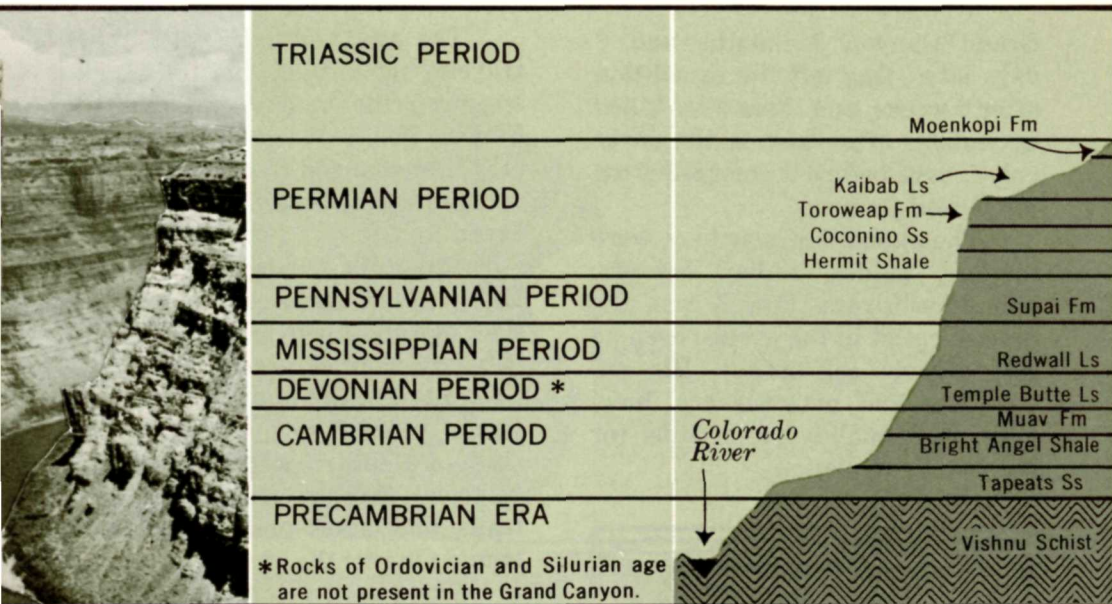 TRIASSIC PERIOD
Moenkopi Fm
PERMIAN PERIOD
Kaibab Ls
Toroweap Fm
Coconino Ss
Hermit Shale
PENNSYLVANIAN PERIOD
Supai Fm
MISSISSIPPIAN PERIOD
Redwall Ls
DEVONIAN PERIOD *
Temple Butte Ls
CAMBRIAN PERIOD
Muav Fm
Bright Angel Shale
Tapeats Ss
Colorado
River
PRECAMBRIAN ERA
Vishnu Schist
*Rocks of Ordovician and Silurian age
are not present in the Grand Canyon.